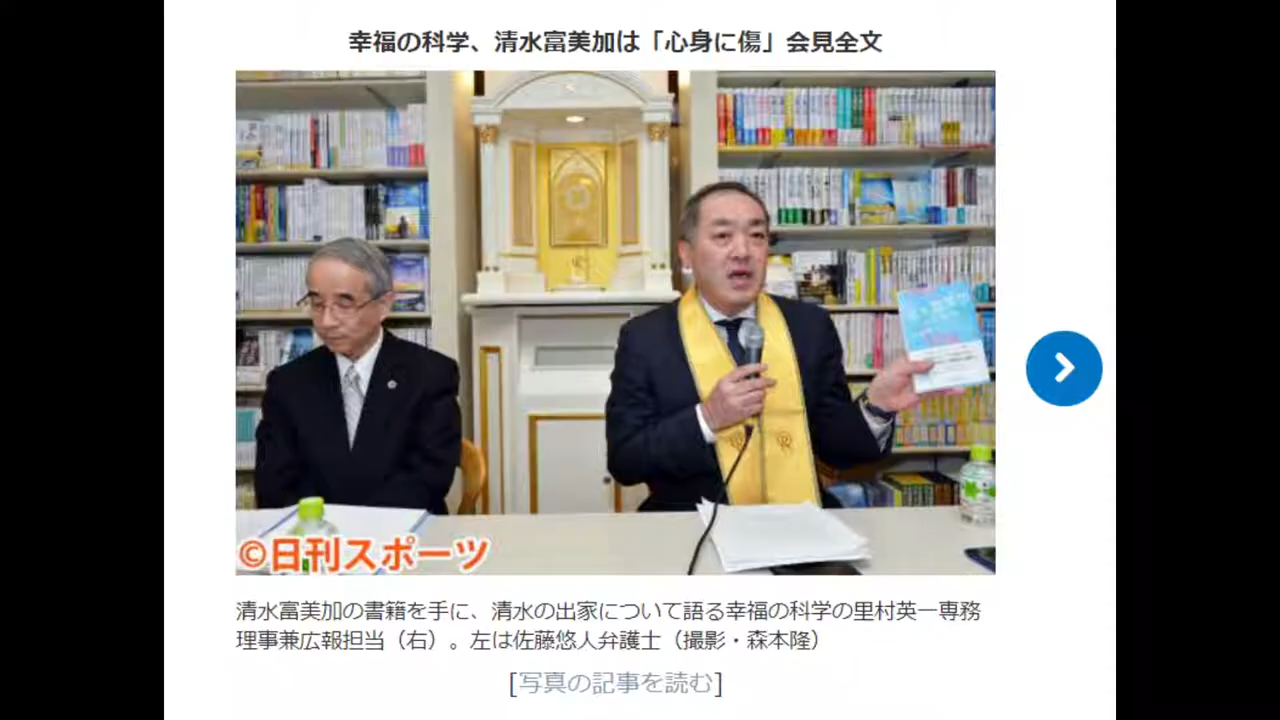 幸福の科学、清水富美加は「心身に傷」会見全文
©日刊スポーツ
清水富美加の書籍を手に、清水の出家について語る幸福の科学の里村英一専務
理事兼広報担当（右）。左は佐藤悠人弁護士（撮影・森本隆）
[写真の記事を読む]